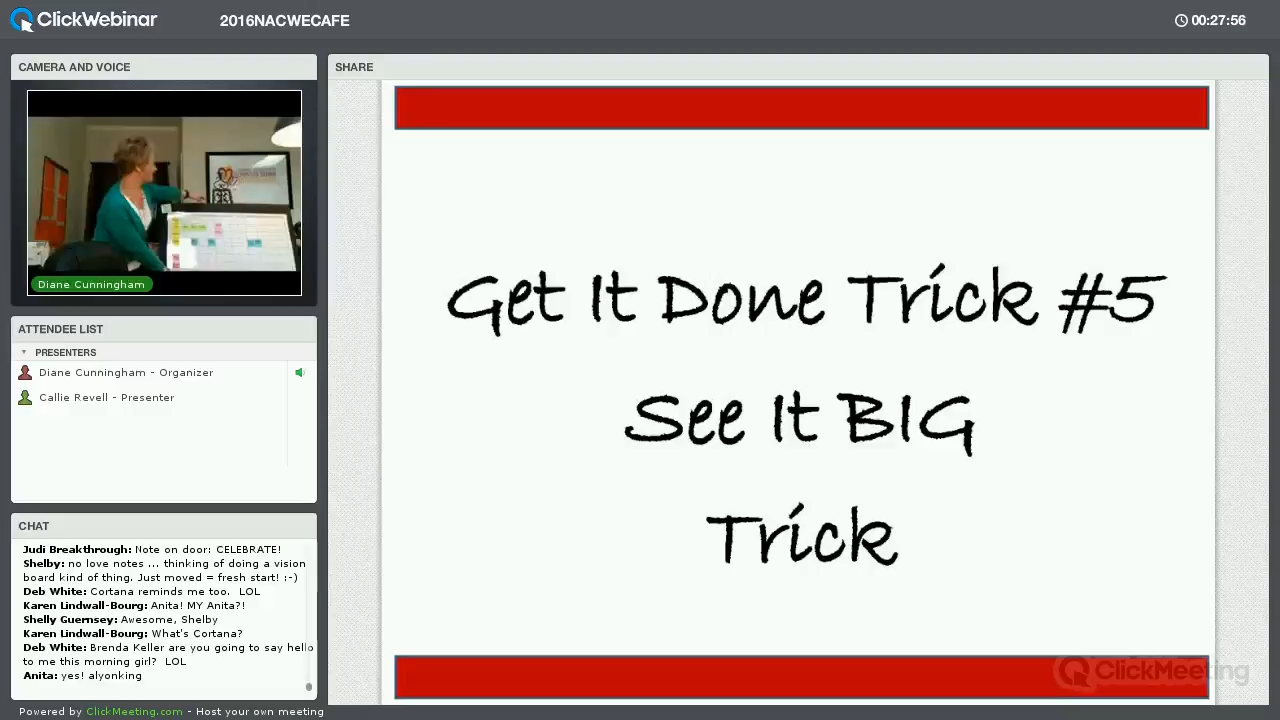 ClickWebinar
2016NACWECAFE
00:27:56
CAMERA AND VOICE
SHARE
Diane Cunningham
ATTENDEE LIST
PRESENTERS
Diane Cunningham - Organizer
Callie Revell - Presenter
CHAT
Judi Breakthrough: Note on door: CELEBRATE!
Shelby: no love notes ... thinking of doing a vision
board kind of thing. Just moved = fresh start! :-)
Deb White: Cortana reminds me too. LOL
Karen Lindwall-Bourg: Anita! MY Anita?!
Shelly Guernsey: Awesome, Shelby
Karen Lindwall-Bourg: What's Cortana?
Deb White: Brenda Keller are you going to say hello
to me this morning girl? LOL
Anita: yes, all morning
Get It Done Trick #5
See It BIG
Trick
ClickMeeting
Powered by ClickMeeting.com - Host your own meeting